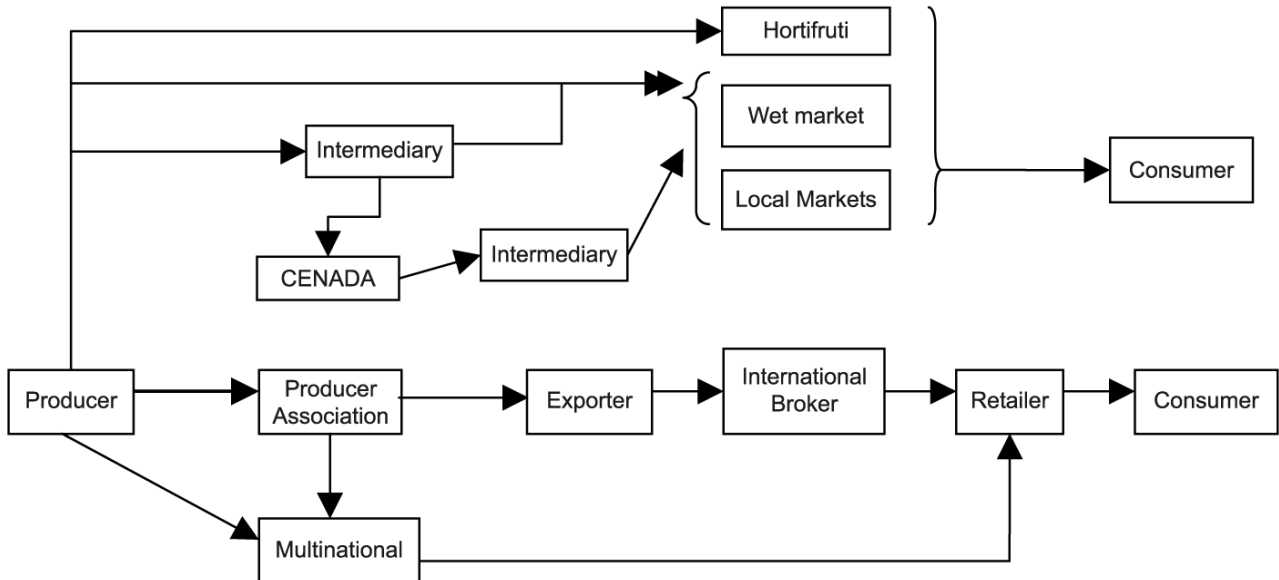 Hortifruti
Wet market
Intermediary
Consumer
Local Markets
Intermediary
CENADA
Producer
Producer
Association
Exporter
International
Broker
Retailer
Consumer
Multinational